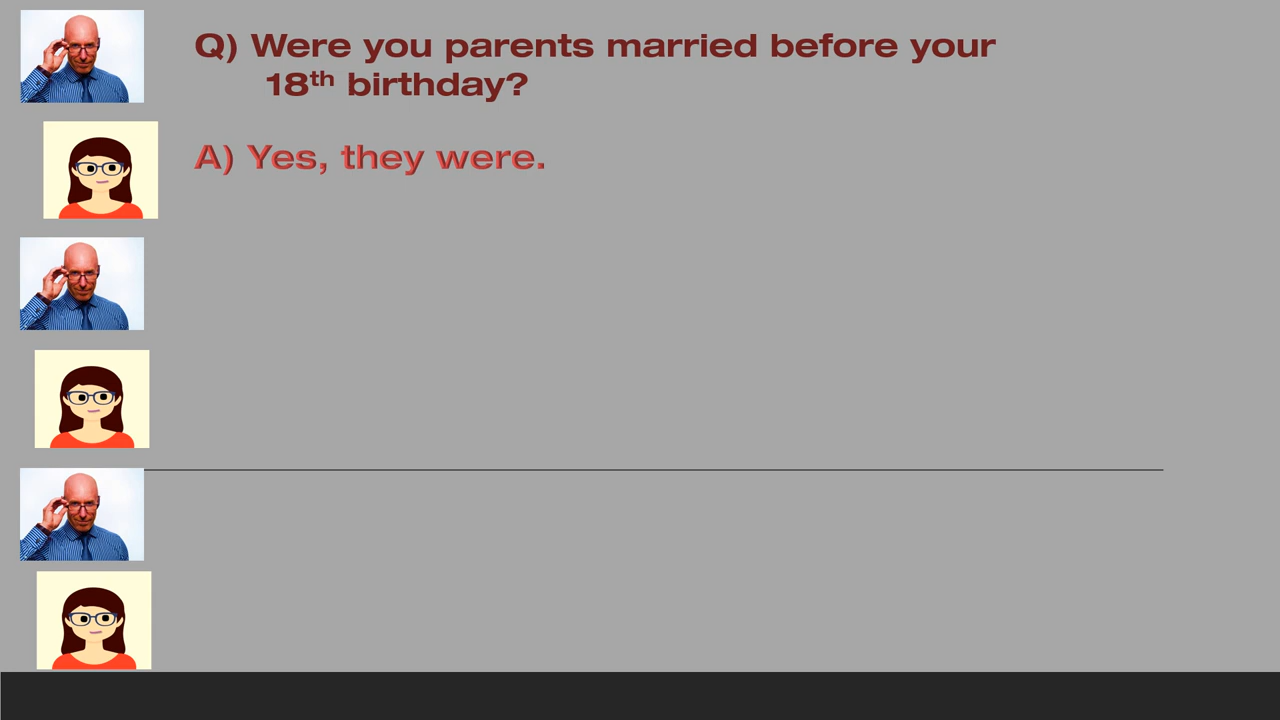 Q) Were you parents married before your
18th birthday?
A) Yes, they were.